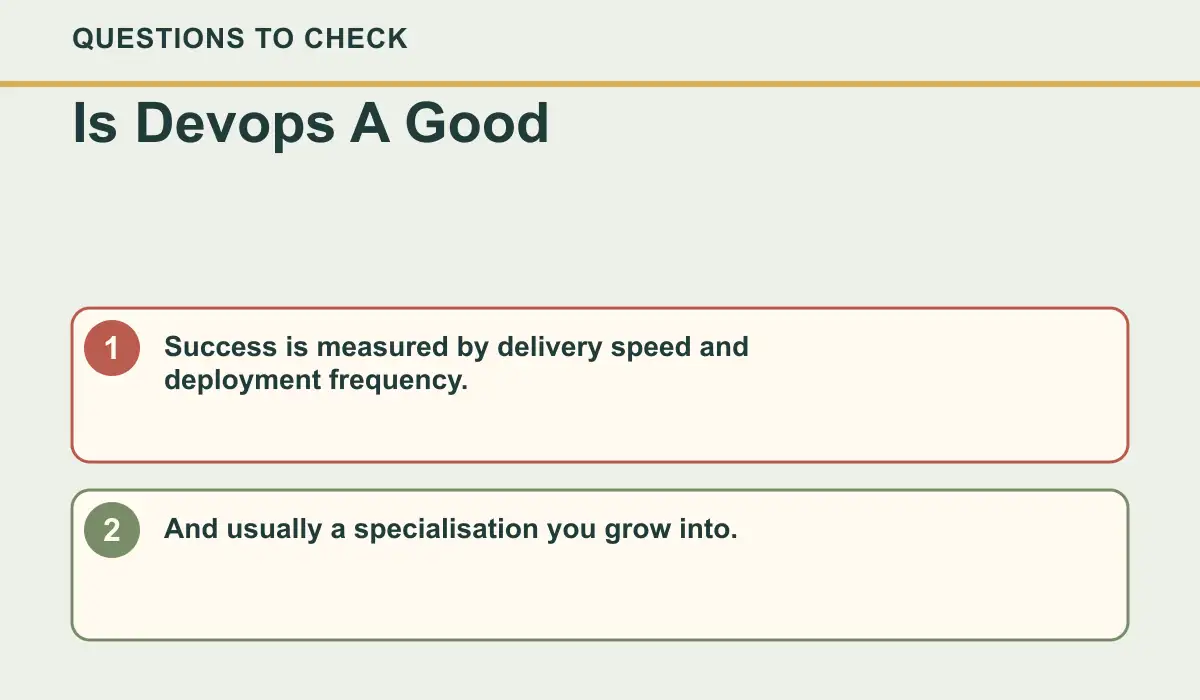 QUESTIONS TO CHECK
Is Devops A Good
1
Success is measured by delivery speed and
deployment frequency.
2
And usually a specialisation you grow into.